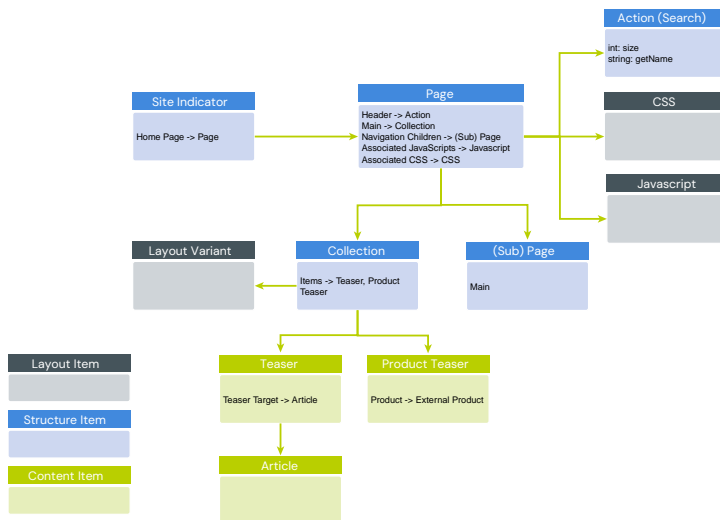 Action (Search)
int: size
string: getName
Page
Site Indicator
CSS
Header -> Action
Main -> Collection
Navigation Children -> (Sub) Page
Associated JavaScripts -> Javascript
Associated CSS -> CSS
Home Page -> Page
Javascript
Layout Variant
Collection
(Sub) Page
Items -> Teaser, Product
Teaser
Main
Layout Item
Teaser
Product Teaser
Teaser Target -> Article
Product -> External Product
Structure Item
Article
Content Item